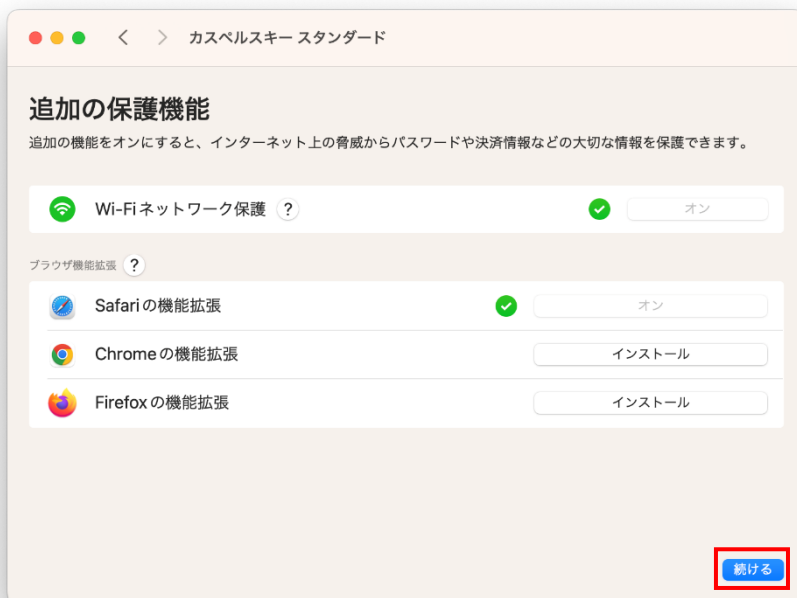 カスペルスキー スタンダード
追加の保護機能
追加の機能をオンにすると、インターネット上の脅威からパスワードや決済情報などの大切な情報を保護できます。
Wi-Fiネットワーク保護 ? オン
ブラウザ機能拡張 ?
Safariの機能拡張 オン
Chromeの機能拡張 インストール
Firefoxの機能拡張 インストール
続ける